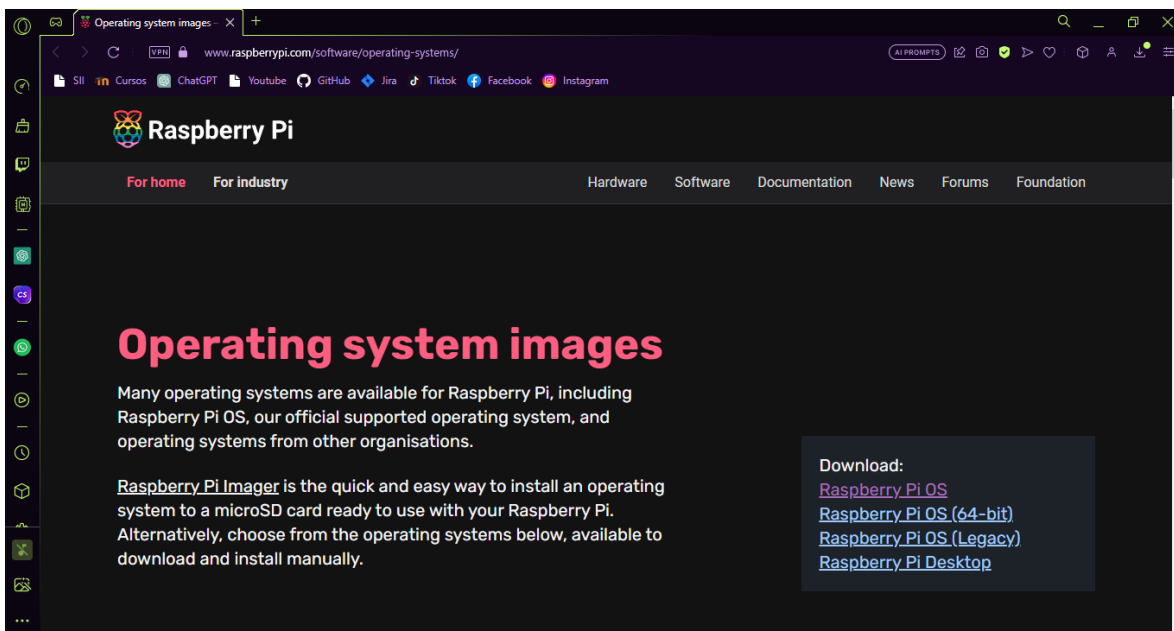 Operating system images –
VPN
www.raspberrypi.com/software/operating-systems/
AI PROMPTS
SII
Cursos
ChatGPT
Youtube
GitHub
Jira
Tiktok
Facebook
Instagram
Raspberry Pi
For home
For industry
Hardware
Software
Documentation
News
Forums
Foundation
CS
Operating system images
Many operating systems are available for Raspberry Pi, including
Raspberry Pi OS, our official supported operating system, and
operating systems from other organisations.
Raspberry Pi Imager is the quick and easy way to install an operating
system to a microSD card ready to use with your Raspberry Pi.
Alternatively, choose from the operating systems below, available to
download and install manually.
Download:
Raspberry Pi OS
Raspberry Pi OS (64-bit)
Raspberry Pi OS (Legacy)
Raspberry Pi Desktop